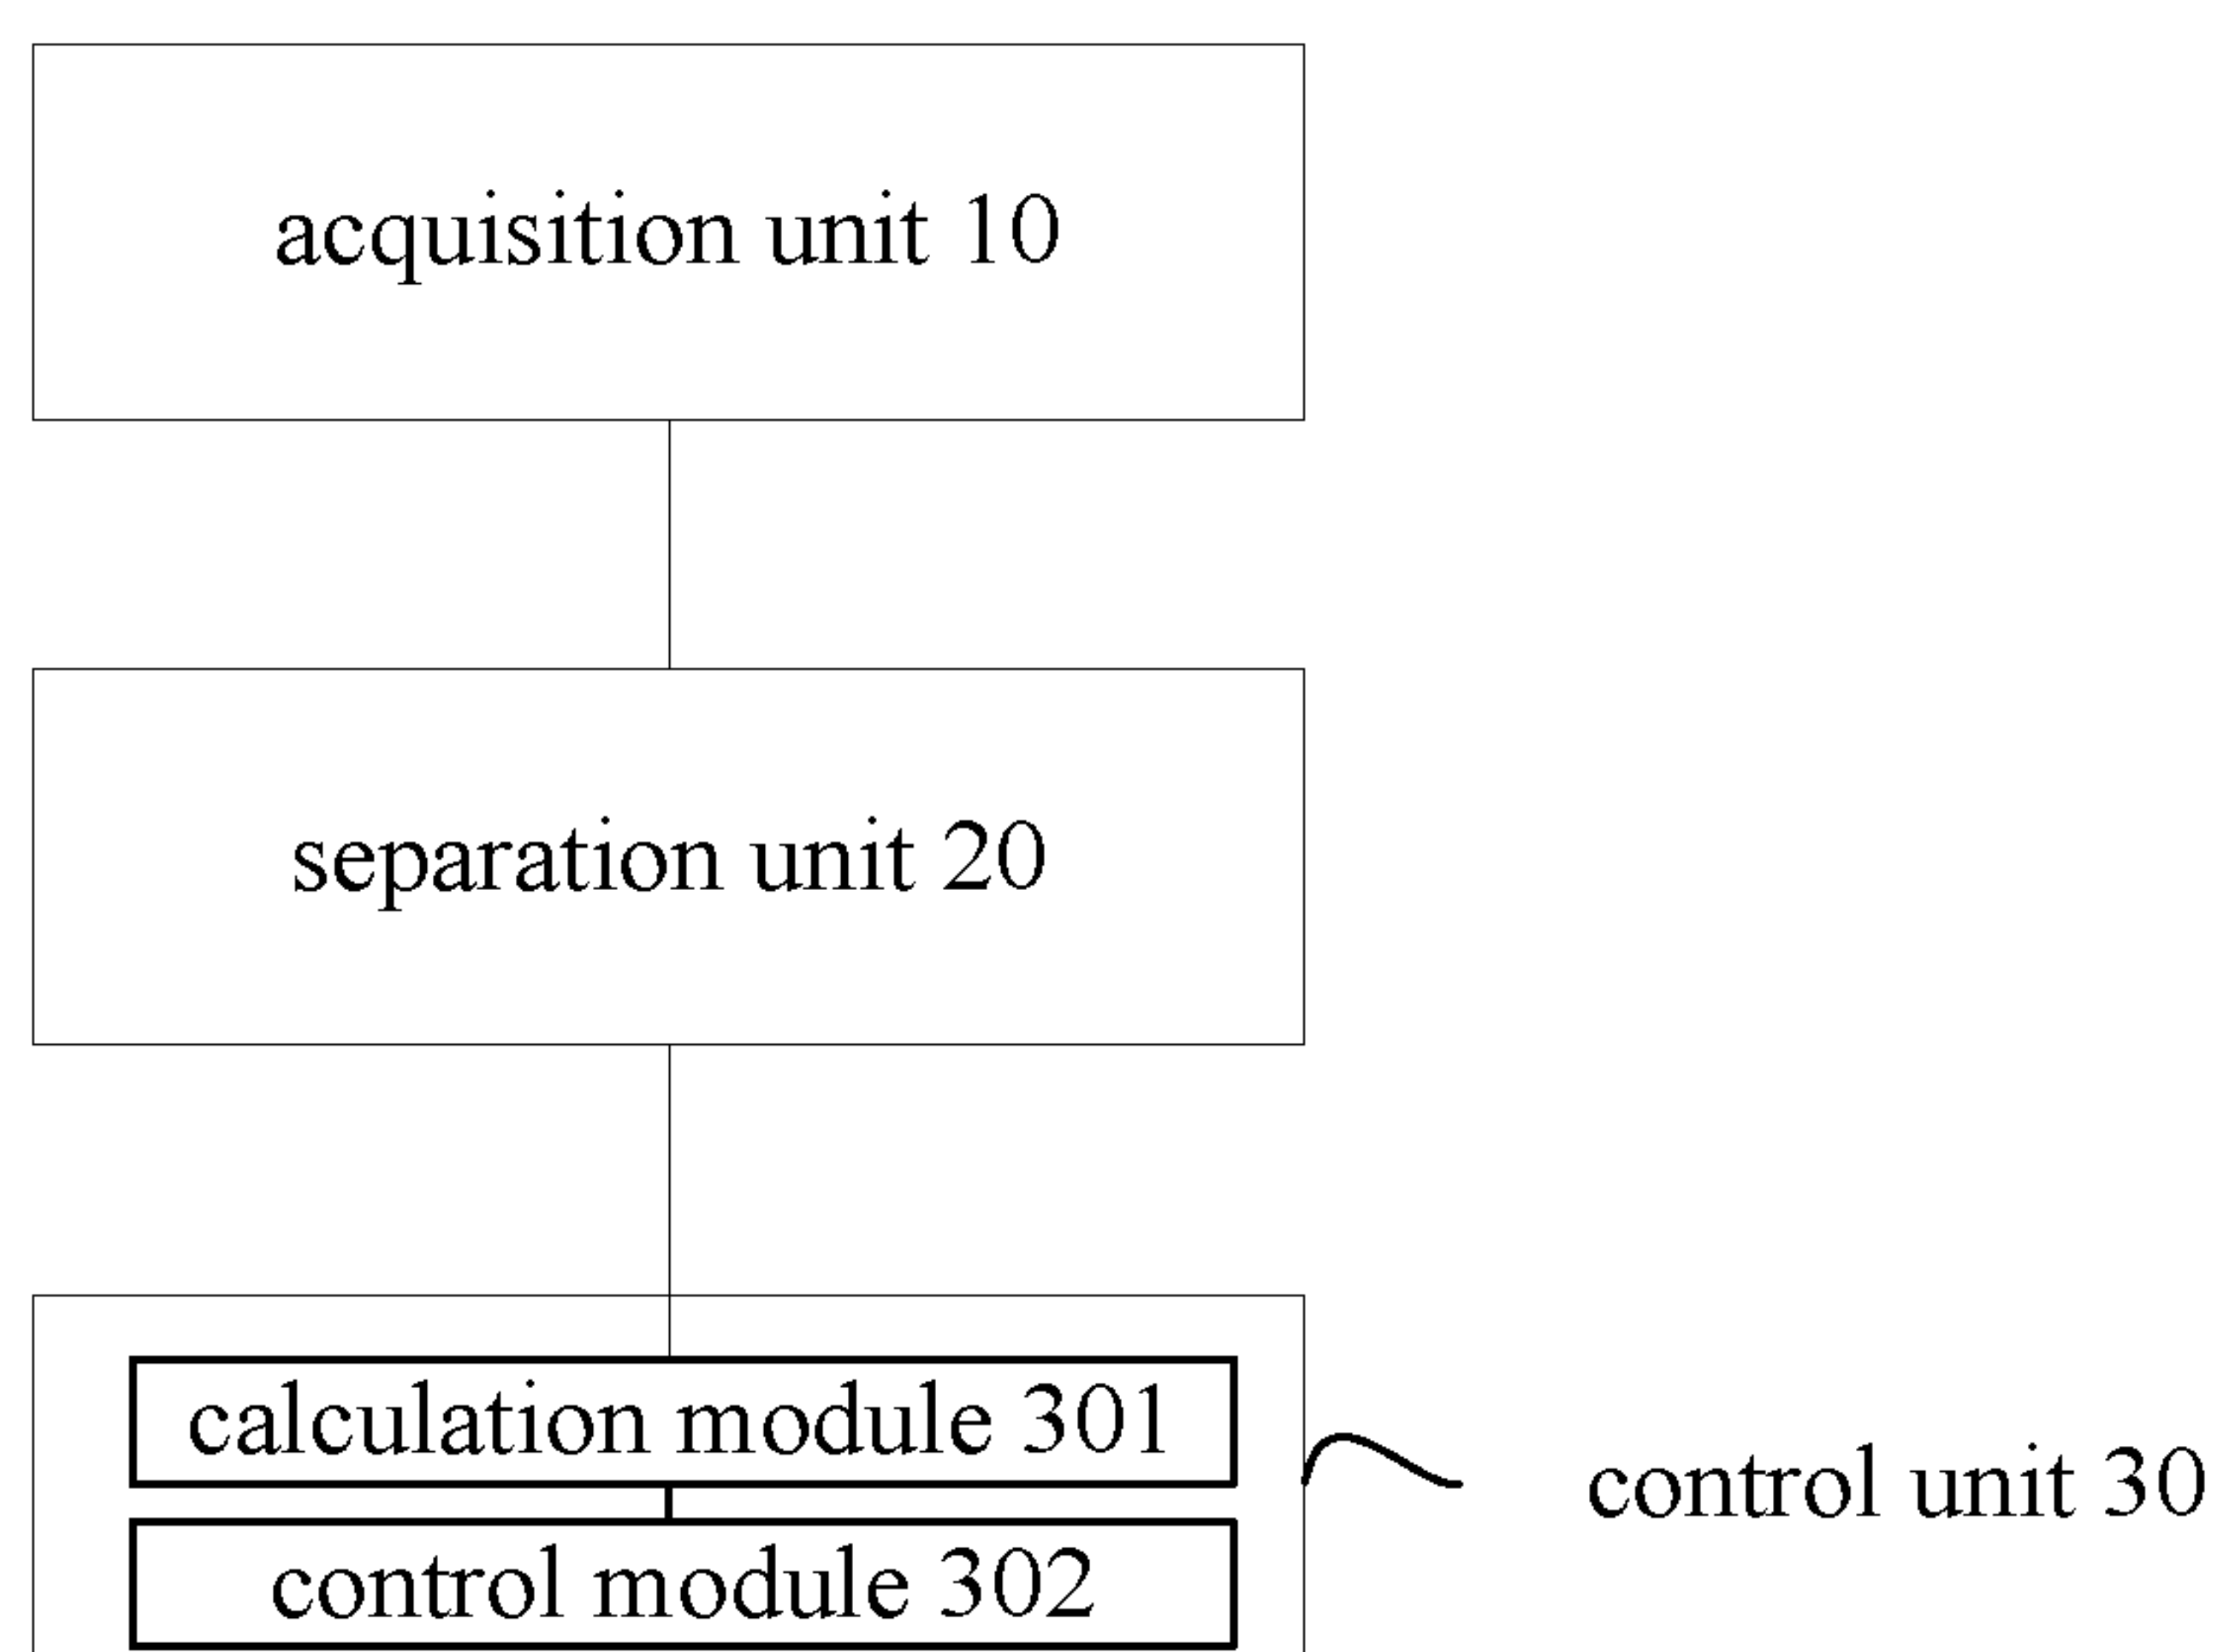 acquisition unit 10
separation unit 20
calculation module 301
control unit 30
control module 302